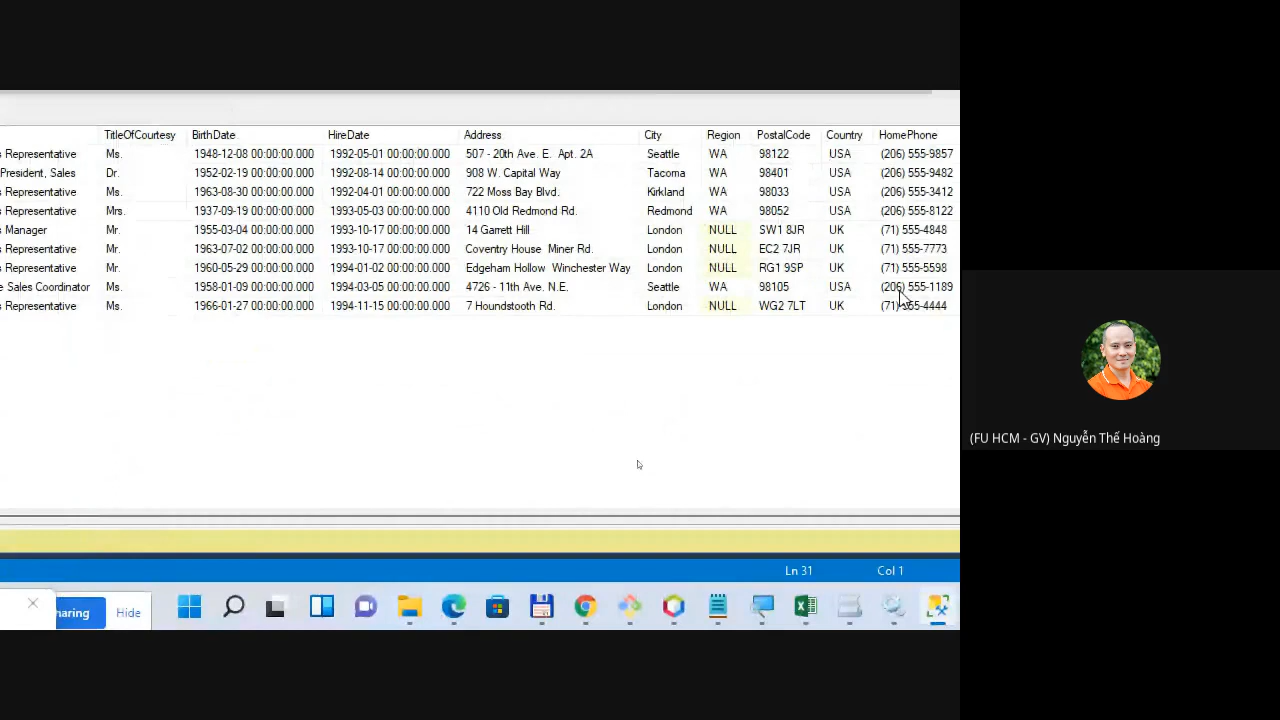 TitleOfCourtesy BirthDate HireDate Address City Region PostalCode Country HomePhone
s Representative Ms. 1948-12-08 00:00:00.000 1992-05-01 00:00:00.000 507 - 20th Ave. E. Apt. 2A Seattle WA 98122 USA (206) 555-9857
President, Sales Dr. 1952-02-19 00:00:00.000 1992-08-14 00:00:00.000 908 W. Capital Way Tacoma WA 98401 USA (206) 555-9482
s Representative Ms. 1963-08-30 00:00:00.000 1992-04-01 00:00:00.000 722 Moss Bay Blvd. Kirkland WA 98033 USA (206) 555-3412
s Representative Mrs. 1937-09-19 00:00:00.000 1993-05-03 00:00:00.000 4110 Old Redmond Rd. Redmond WA 98052 USA (206) 555-8122
s Manager Mr. 1955-03-04 00:00:00.000 1993-10-17 00:00:00.000 14 Garrett Hill London NULL SW1 8JR UK (71) 555-4848
s Representative Mr. 1963-07-02 00:00:00.000 1993-10-17 00:00:00.000 Coventry House Miner Rd. London NULL EC2 7JR UK (71) 555-7773
s Representative Mr. 1960-05-29 00:00:00.000 1994-01-02 00:00:00.000 Edgeham Hollow Winchester Way London NULL RG1 9SP UK (71) 555-5598
e Sales Coordinator Ms. 1958-01-09 00:00:00.000 1994-03-05 00:00:00.000 4726 - 11th Ave. N.E. Seattle WA 98105 USA (206) 555-1189
s Representative Ms. 1966-01-27 00:00:00.000 1994-11-15 00:00:00.000 7 Houndstooth Rd. London NULL WG2 7LT UK (71) 555-4444
(FU HCM - GV) Nguyễn Thế Hoàng
Ln 31 Col 1
haring Hide